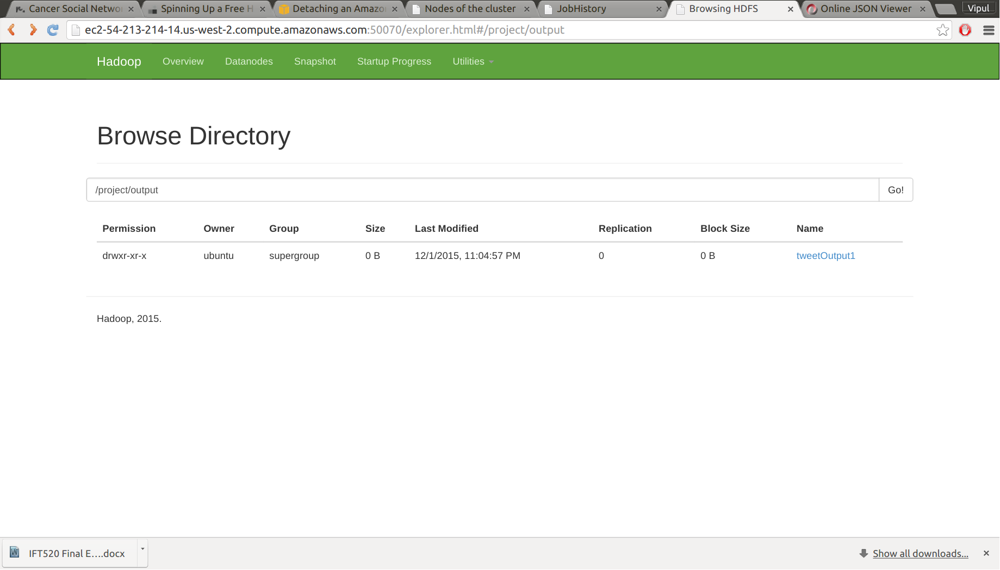 Cancer Social Netwo
Spinning Up a Free H
Detaching an Amazo
Nodes of the cluster
JobHistory
Browsing HDFS
Online JSON Viewer
Vipul
ec2-54-213-214-14.us-west-2.compute.amazonaws.com:50070/explorer.html#/project/output
Hadoop Overview Datanodes Snapshot Startup Progress Utilities
Browse Directory
/project/output Go!
Permission Owner Group Size Last Modified Replication Block Size Name
drwxr-xr-x ubuntu supergroup 0 B 12/1/2015, 11:04:57 PM 0 0 B tweetOutput1
Hadoop, 2015.
IFT520 Final E....docx
Show all downloads...